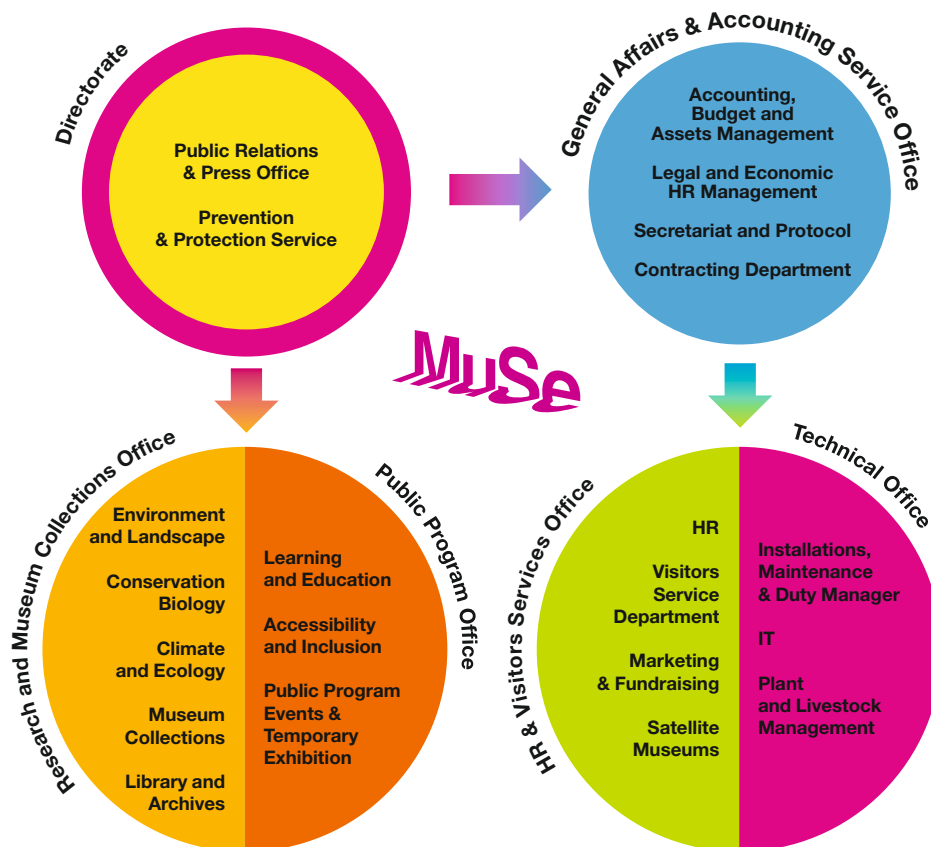 Directorate
Public Relations
& Press Office
Prevention
& Protection Service
General Affairs & Accounting Service Office
Accounting,
Budget and
Assets Management
Legal and Economic
HR Management
Secretariat and Protocol
Contracting Department
MuSe
Research and Museum Collections Office
Environment
and Landscape
Conservation
Biology
Climate
and Ecology
Museum
Collections
Library and
Archives
Public Program Office
Learning
and Education
Accessibility
and Inclusion
Public Program
Events &
Temporary
Exhibition
HR & Visitors Services Office
HR
Visitors
Service
Department
Marketing
& Fundraising
Satellite
Museums
Technical Office
Installations,
Maintenance
& Duty Manager
IT
Plant
and Livestock
Management